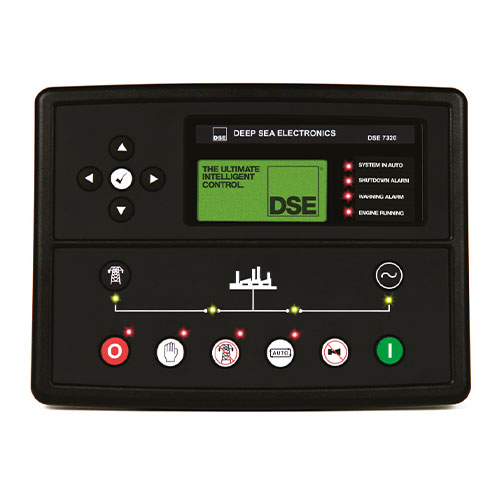 DSE DEEP SEA ELECTRONICS DSE 7320
THE ULTIMATE
INTELLIGENT
CONTROL.
DSE
SYSTEM IN AUTO
SHUTDOWN ALARM
WARNING ALARM
ENGINE RUNNING
O
AUTO
I